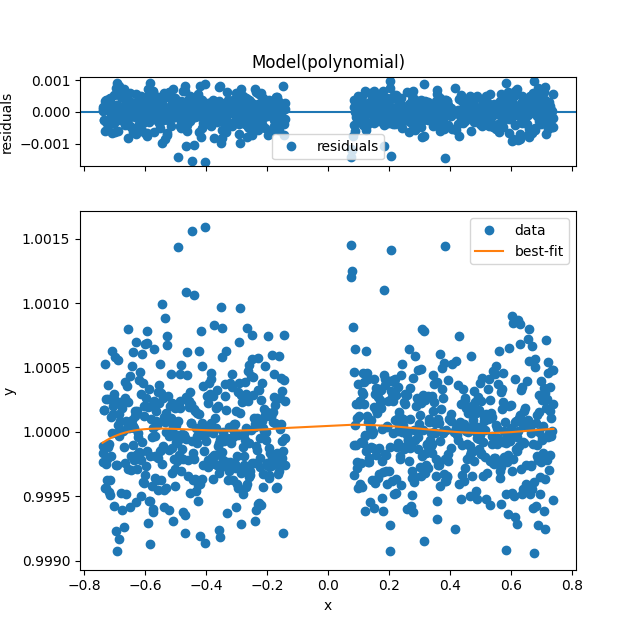 Model(polynomial)
0.001
0.000
−0.001
residuals
residuals
1.0015
1.0010
1.0005
1.0000
0.9995
0.9990
y
data
best-fit
−0.8 −0.6 −0.4 −0.2 0.0 0.2 0.4 0.6 0.8
x